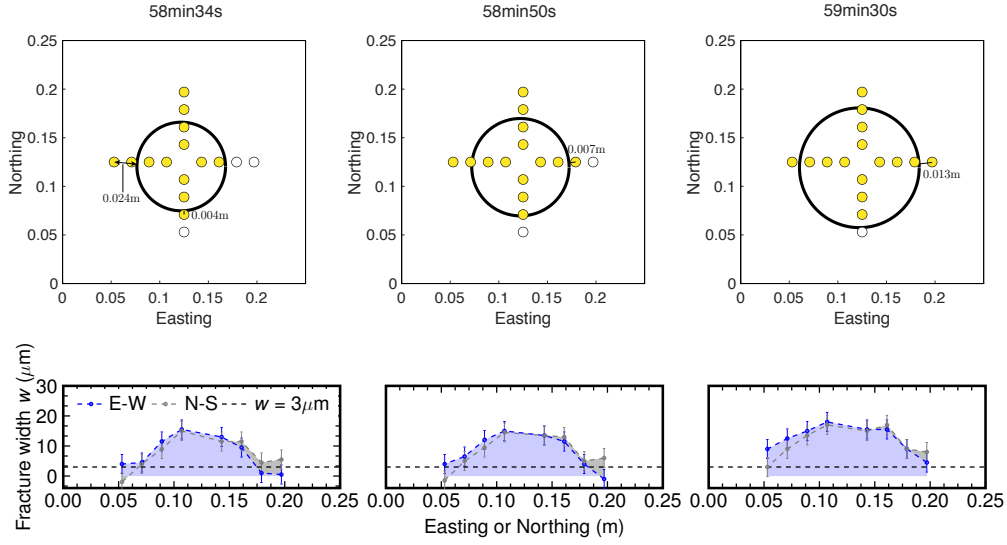 58min34s
58min50s
59min30s
0.25
0.2
0.15
0.1
0.05
0
Northing
0.024m
0.004m
0 0.05 0.1 0.15 0.2
Easting
0.25
0.2
0.15
0.1
0.05
0
Northing
0.007m
0 0.05 0.1 0.15 0.2
Easting
0.25
0.2
0.15
0.1
0.05
0
Northing
0.013m
0 0.05 0.1 0.15 0.2
Easting
Fracture width w (μm)
30
20
10
0
E-W N-S w = 3μm
0.00 0.05 0.10 0.15 0.20 0.25
0.00 0.05 0.10 0.15 0.20 0.25
0.00 0.05 0.10 0.15 0.20 0.25
Easting or Northing (m)